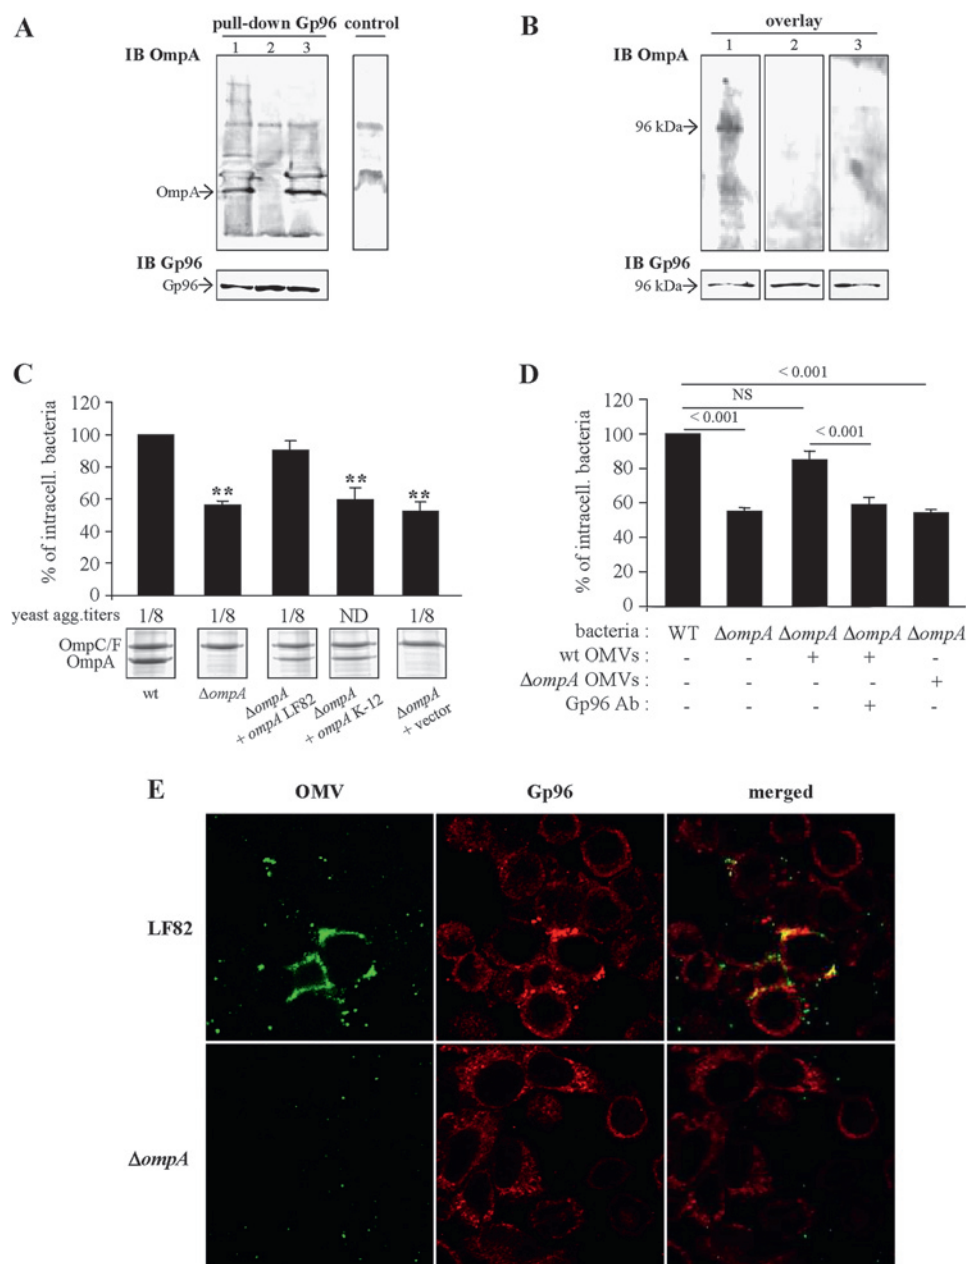 A
pull-down Gp96 control
IB OmpA
1 2 3
OmpA
IB Gp96
Gp96
B
overlay
IB OmpA
1 2 3
96 kDa
IB Gp96
96 kDa
C
% of intracell. bacteria
120
100
80
60
40
20
0
** ** **
yeast agg.titers 1/8 1/8 1/8 ND 1/8
OmpC/F
OmpA
wt
ΔompA
ΔompA
+ ompA LF82
ΔompA
+ ompA K-12
ΔompA
+ vector
D
% of intracell. bacteria
120
100
80
60
40
20
0
< 0.001
NS
< 0.001
< 0.001
bacteria : WT ΔompA ΔompA ΔompA ΔompA
wt OMVs : - - + + -
ΔompA OMVs : - - - - +
Gp96 Ab : - - - + -
E
OMV Gp96 merged
LF82
ΔompA